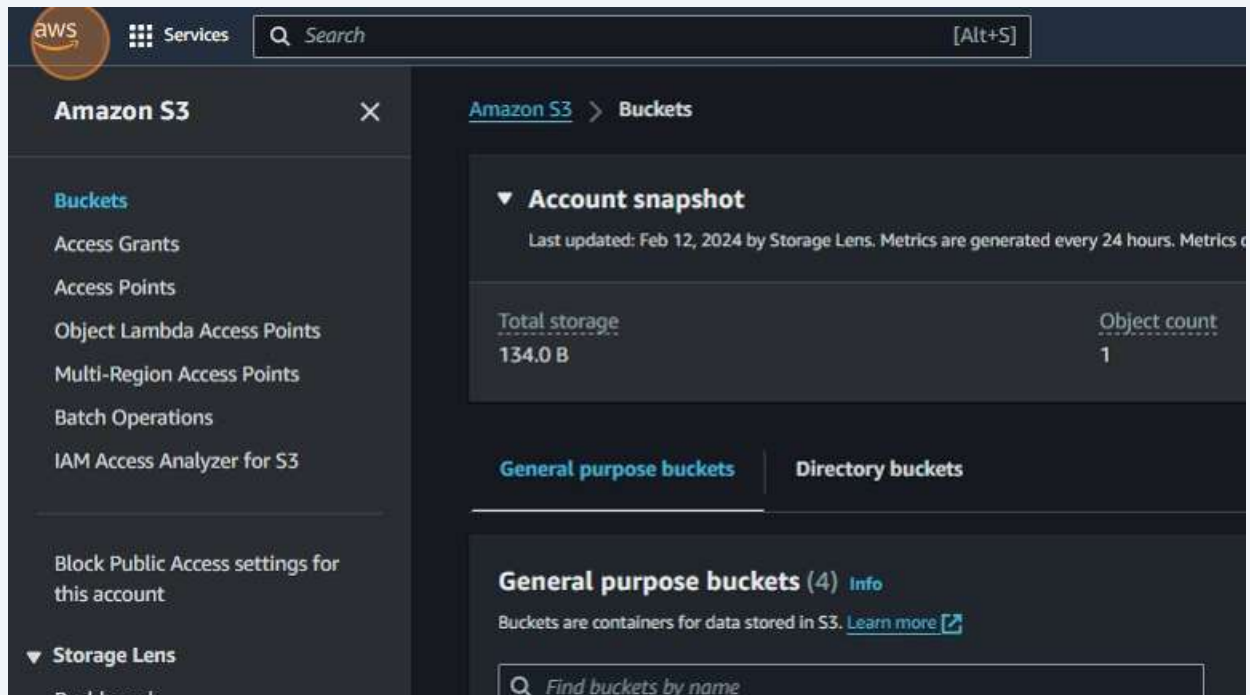 aws
Services
Search
[Alt+S]
Amazon S3
Amazon S3 > Buckets
Buckets
Access Grants
Access Points
Object Lambda Access Points
Multi-Region Access Points
Batch Operations
IAM Access Analyzer for S3
Block Public Access settings for
this account
Storage Lens
Account snapshot
Last updated: Feb 12, 2024 by Storage Lens. Metrics are generated every 24 hours. Metrics
Total storage
134.0 B
Object count
1
General purpose buckets
Directory buckets
General purpose buckets (4) Info
Buckets are containers for data stored in S3. Learn more
Find buckets by name